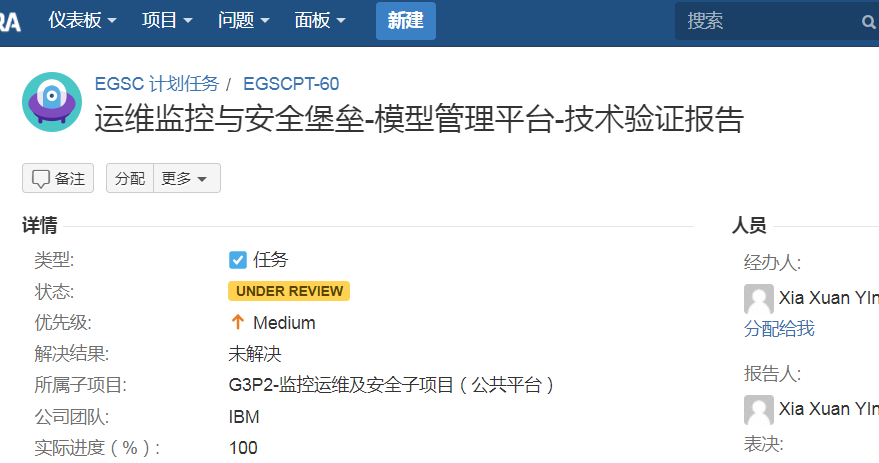 RA 仪表板 项目 问题 面板 新建 搜索
EGSC 计划任务 / EGSCPT-60
运维监控与安全堡垒-模型管理平台-技术验证报告
备注 分配 更多
详情
类型: 任务
状态: UNDER REVIEW
优先级: Medium
解决结果: 未解决
所属子项目: G3P2-监控运维及安全子项目（公共平台）
公司团队: IBM
实际进度（%）: 100
人员
经办人:
Xia Xuan YIn
分配给我
报告人:
Xia Xuan YIn
表决: